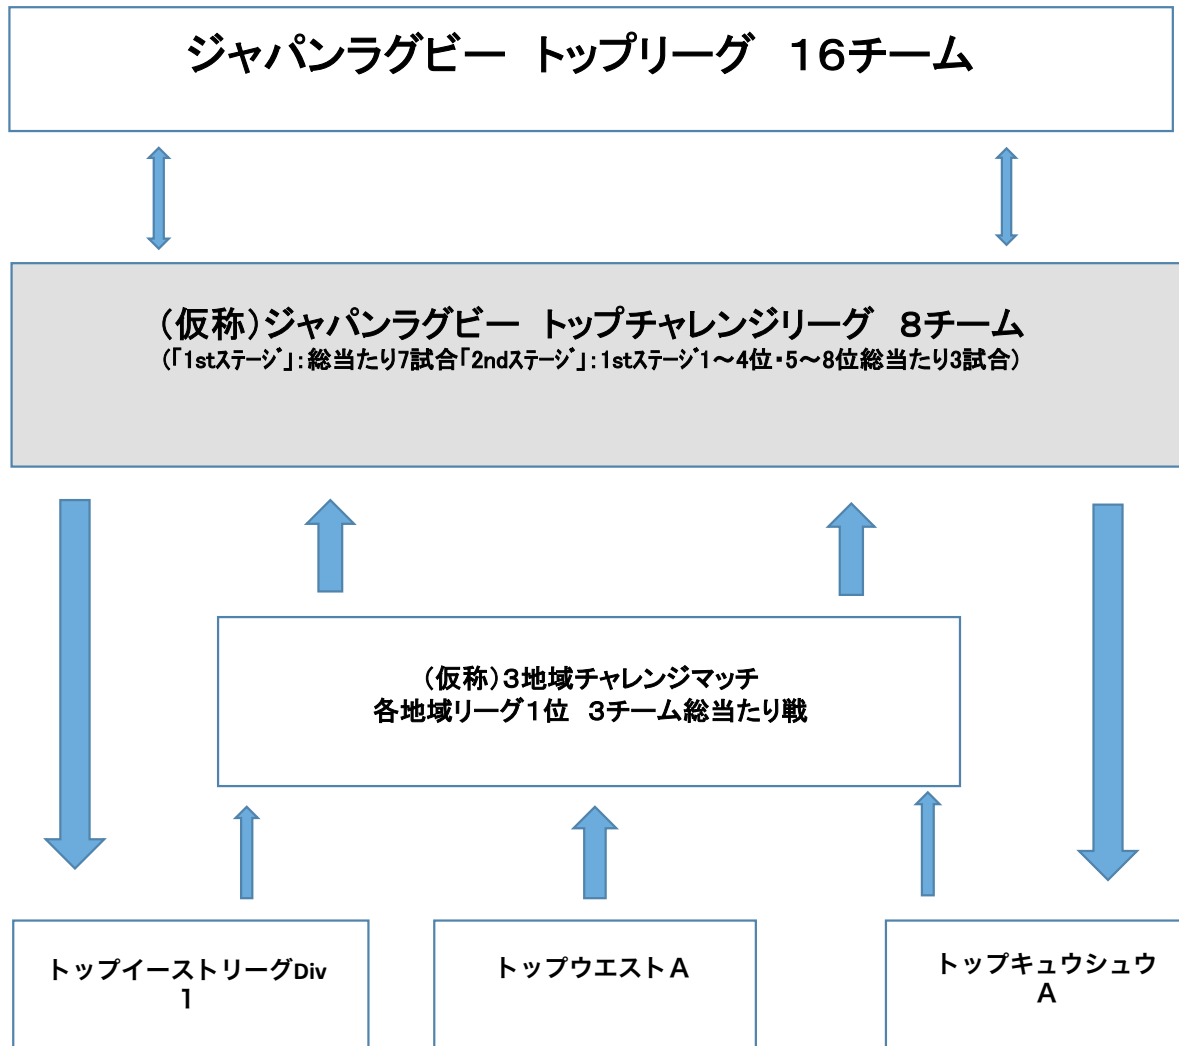 ジャパンラグビー　トップリーグ　１６チーム
（仮称）ジャパンラグビー　トップチャレンジリーグ　８チーム
（「1stステージ」：総当たり7試合「2ndステージ」：1stステージ1～4位・5～8位総当たり3試合）
（仮称）３地域チャレンジマッチ
各地域リーグ１位　３チーム総当たり戦
トップイーストリーグDiv
１
トップウエストＡ
トップキュウシュウ
Ａ